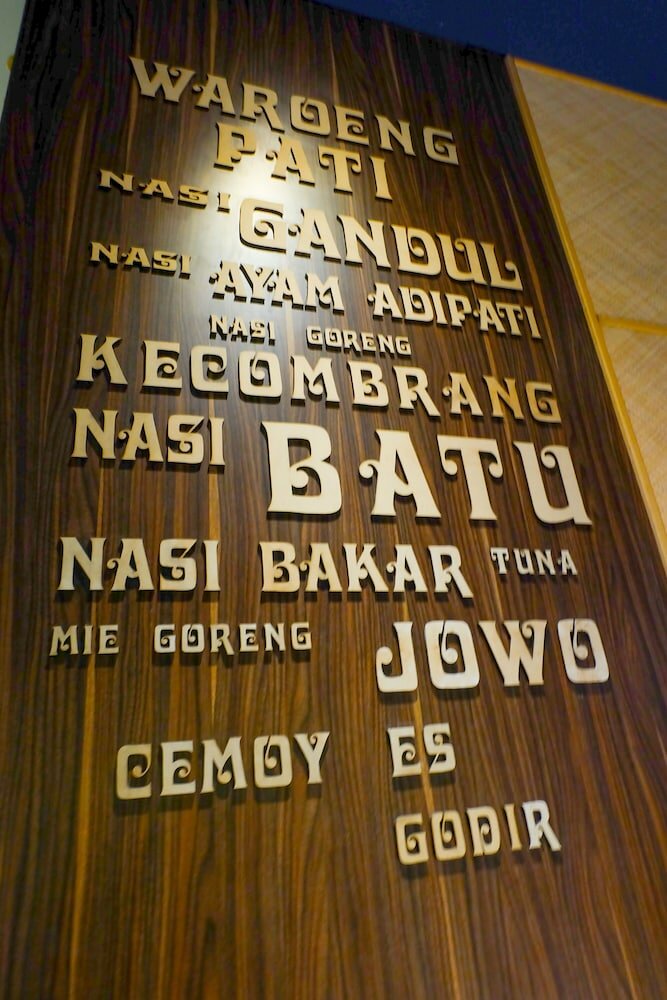 WAROENG
PATI
NASI GANDUL
NASI AYAM ADIPATI
NASI GORENG
KECOMBRANG
NASI BATU
NASI BAKAR TUNA
MIE GORENG JOWO
CEMOY ES
GODIR